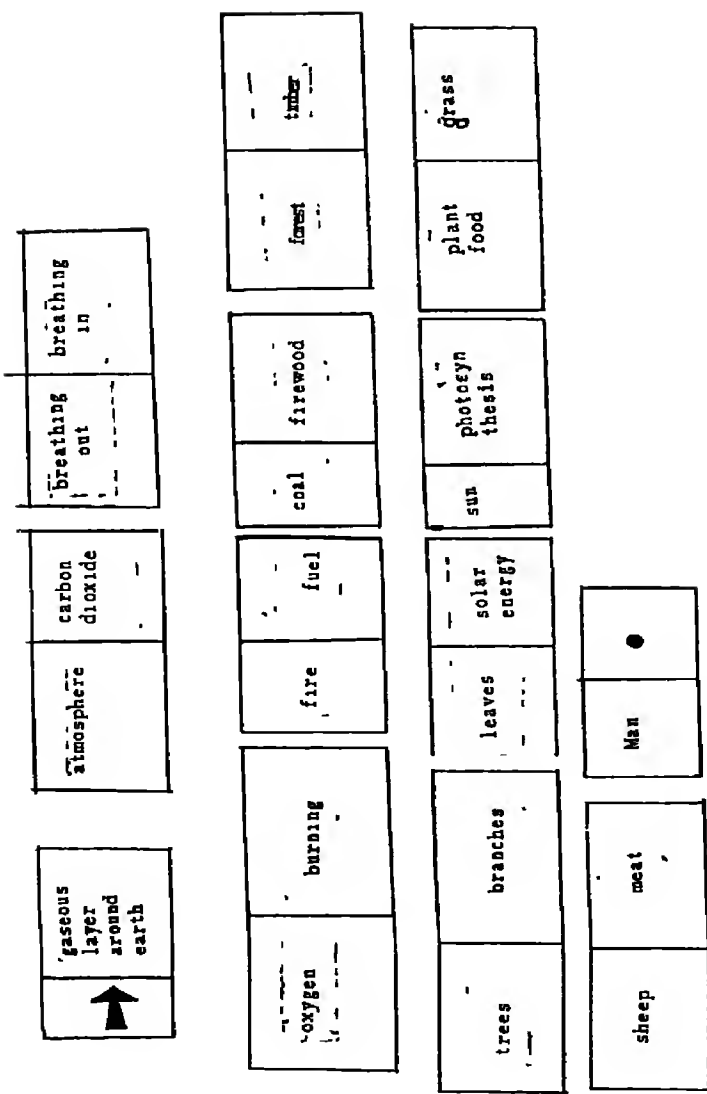 gaseous
layer
around
earth
atmosphere
carbon
dioxide
breathing
out
breathing
in
oxygen
burning
fire
fuel
coal
firewood
forest
timber
trees
branches
leaves
solar
energy
sun
photosyn
thesis
plant
food
grass
sheep
meat
Man